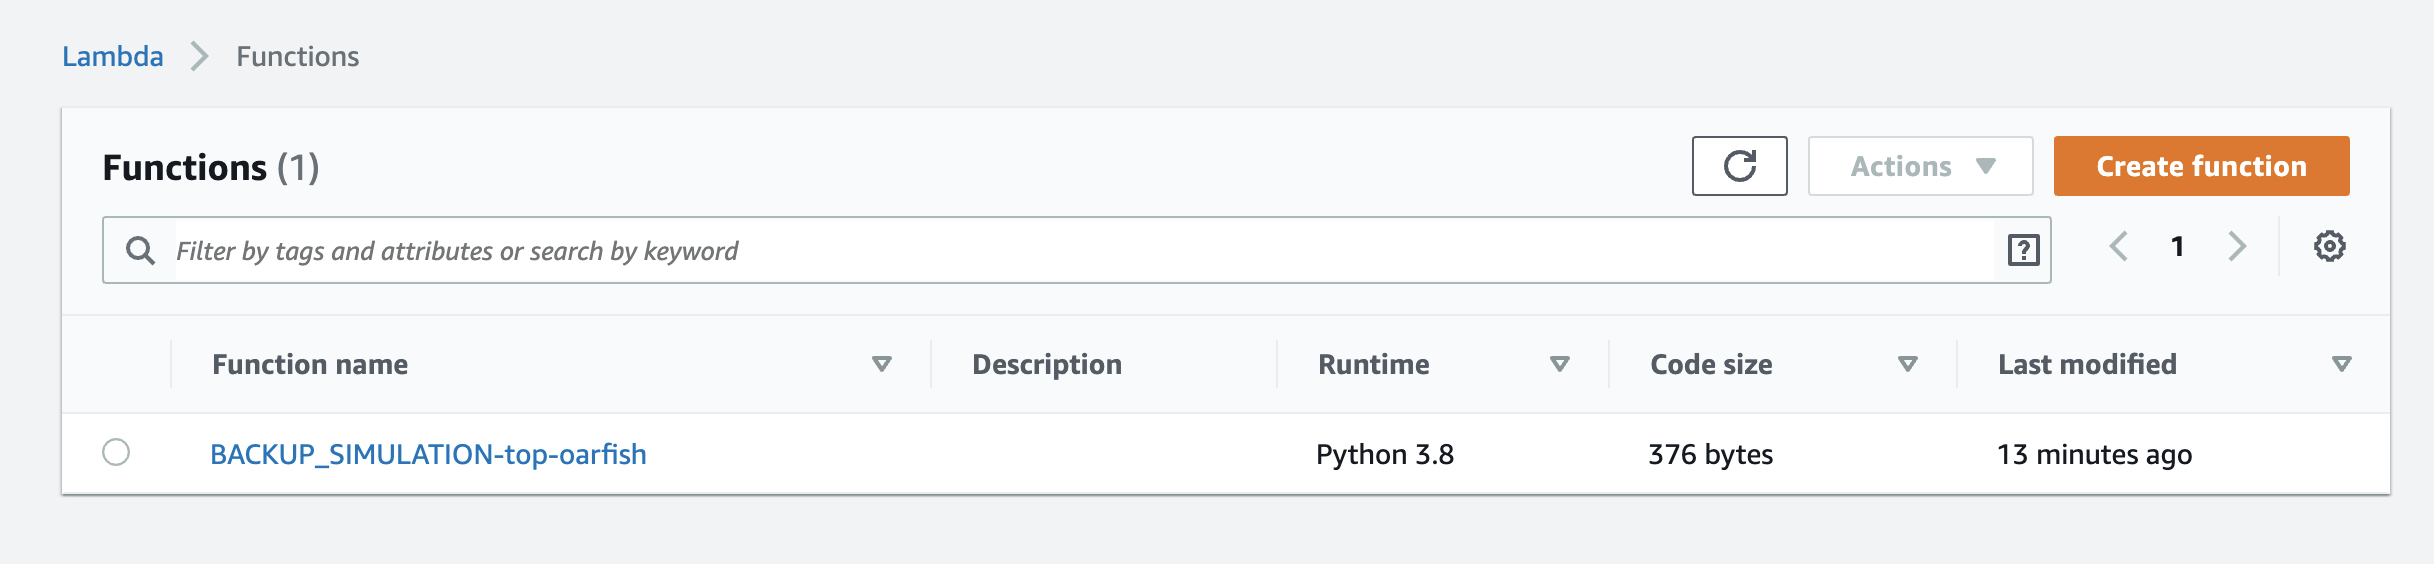 Lambda > Functions
Functions (1)
Actions
Create function
Filter by tags and attributes or search by keyword
?
1
Function name Description Runtime Code size Last modified
BACKUP_SIMULATION-top-oarfish Python 3.8 376 bytes 13 minutes ago